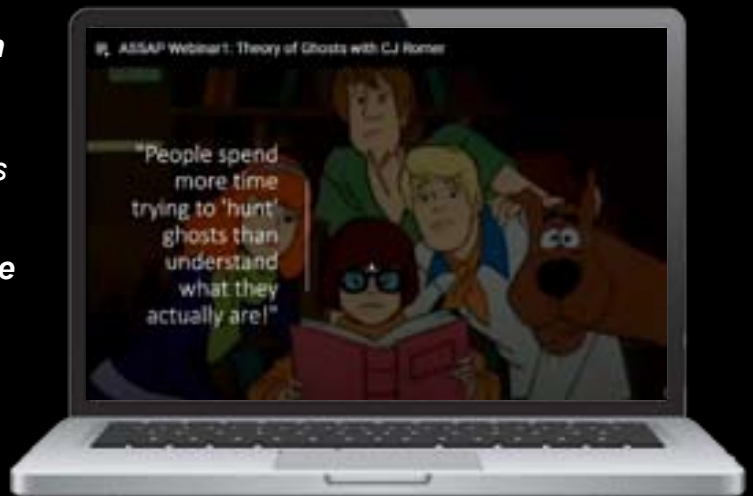 ASSAP Webinar1: Theory of Ghosts with CJ Romer
"People spend
more time
trying to 'hunt'
ghosts than
understand
what they
actually are!"